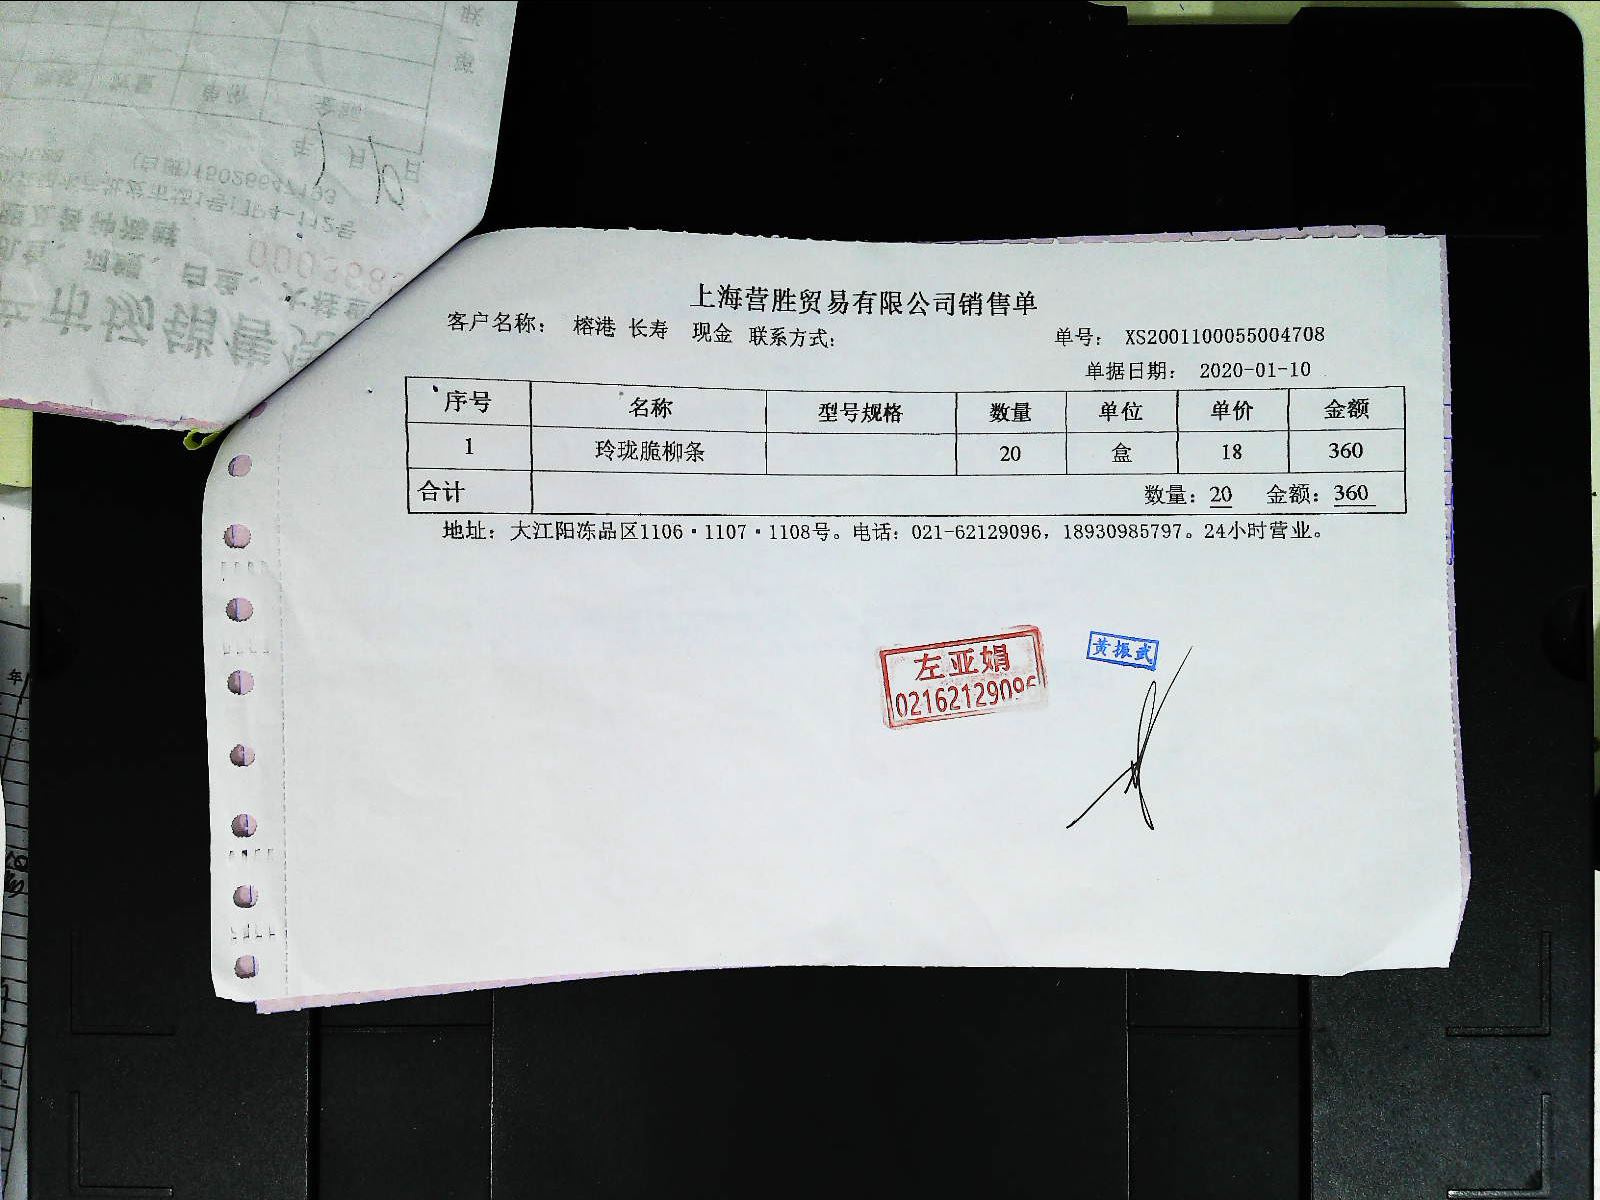 上海营胜贸易有限公司销售单
客户名称： 榕港 长寿 现金 联系方式： 单号： XS2001100055004708
单据日期： 2020-01-10
序号 名称 型号规格 数量 单位 单价 金额
1 玲珑脆柳条 20 盒 18 360
合计 数量：20 金额：360
地址：大江阳冻品区1106·1107·1108号。电话：021-62129096，18930985797。24小时营业。
左亚娟
02162129096
黄振武
年